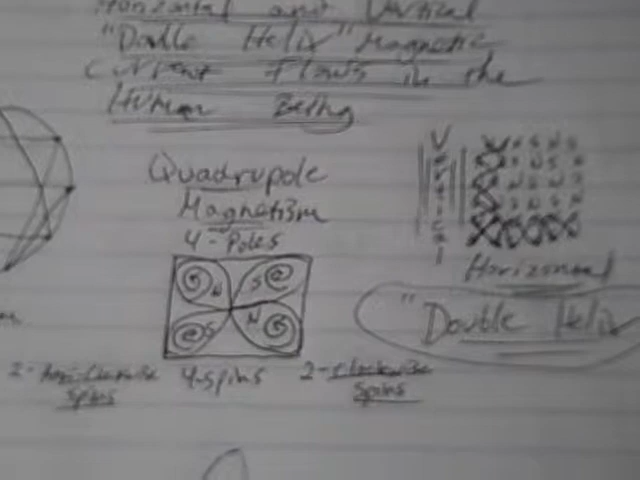 Horizontal and Vertical
"Double Helix" Magnetic
Current Flows in the
Human Being
Quadrupole
Magnetism
4-Poles
N S
S N
2-Anti-Clockwise
Spins
4-spins
2-clockwise
Spins
Vertical
Horizontal
"Double Helix